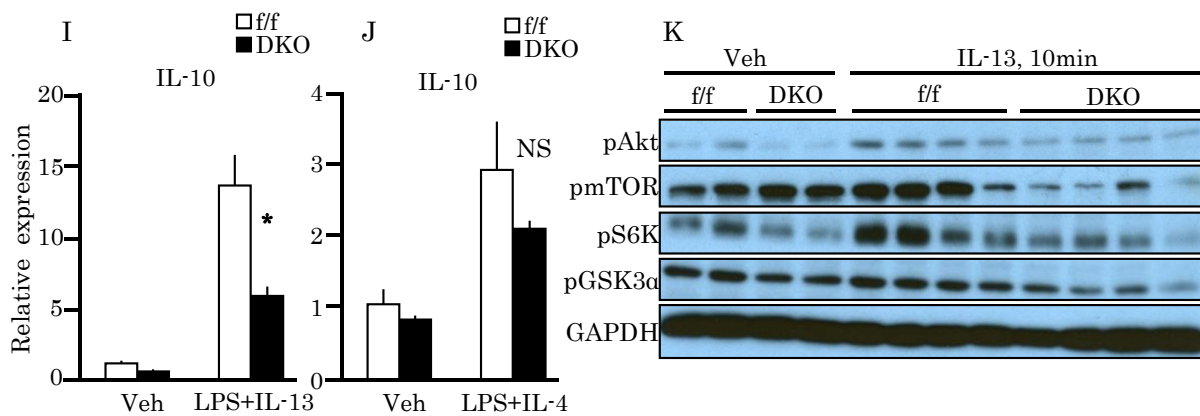 I
f/f
DKO
IL-10
Relative expression
20
15
10
5
0
*
Veh
LPS+IL-13
J
f/f
DKO
IL-10
4
3
2
1
0
NS
Veh
LPS+IL-4
K
Veh
IL-13, 10min
f/f
DKO
f/f
DKO
pAkt
pmTOR
pS6K
pGSK3α
GAPDH